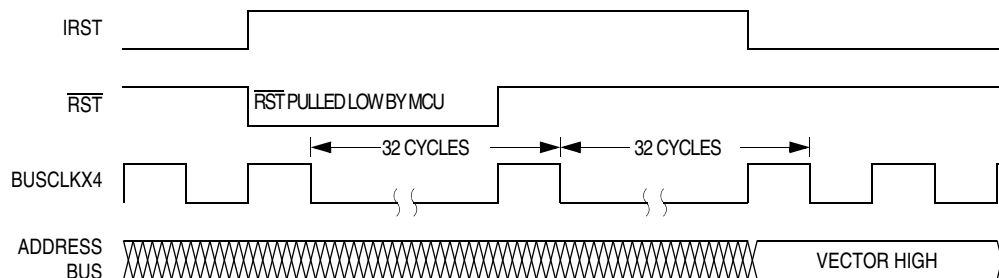 IRST
RST
RST PULLED LOW BY MCU
32 CYCLES
32 CYCLES
BUSCLKX4
ADDRESS
BUS
VECTOR HIGH